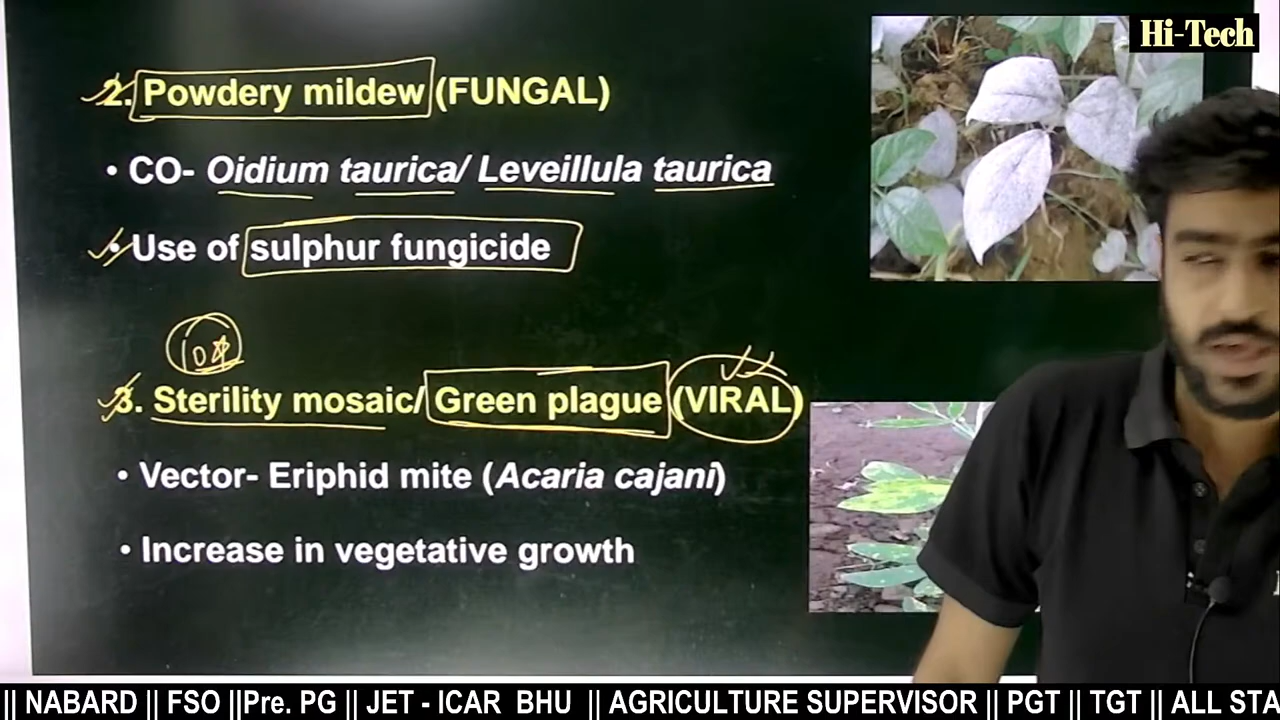 Hi-Tech
2. Powdery mildew (FUNGAL)
• CO- Oidium taurica/ Leveillula taurica
• Use of sulphur fungicide
3. Sterility mosaic/ Green plague (VIRAL)
• Vector- Eriphid mite (Acaria cajani)
• Increase in vegetative growth
|| NABARD || FSO ||Pre. PG || JET - ICAR BHU || AGRICULTURE SUPERVISOR || PGT || TGT || ALL STA